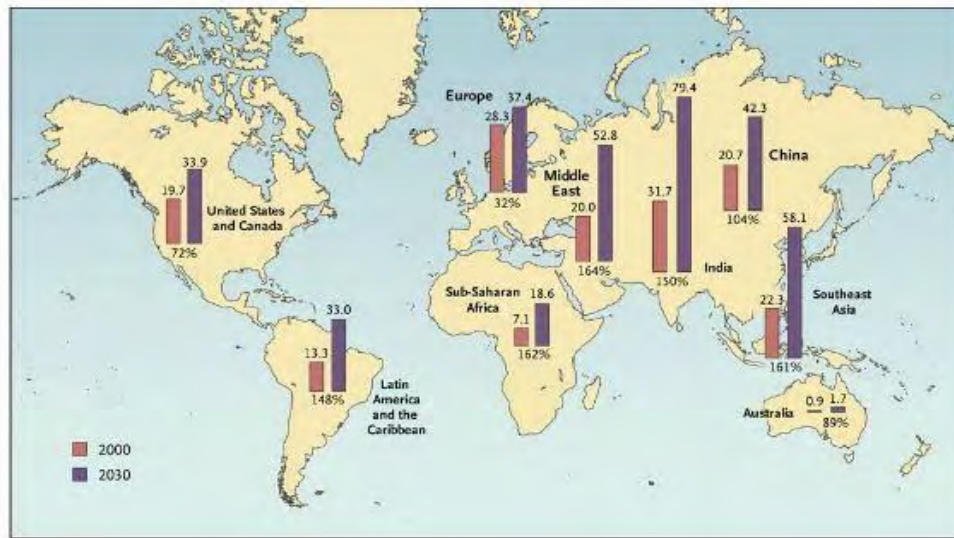 Europe
28.3
37.4
32%
Middle
East
20.0
52.8
164%
31.7
79.4
150%
India
20.7
42.3
104%
China
19.7
33.9
72%
United States
and Canada
Sub-Saharan
Africa
7.1
18.6
162%
22.3
58.1
161%
Southeast
Asia
13.3
33.0
148%
Latin
America
and the
Caribbean
Australia
0.9
1.7
89%
2000
2030